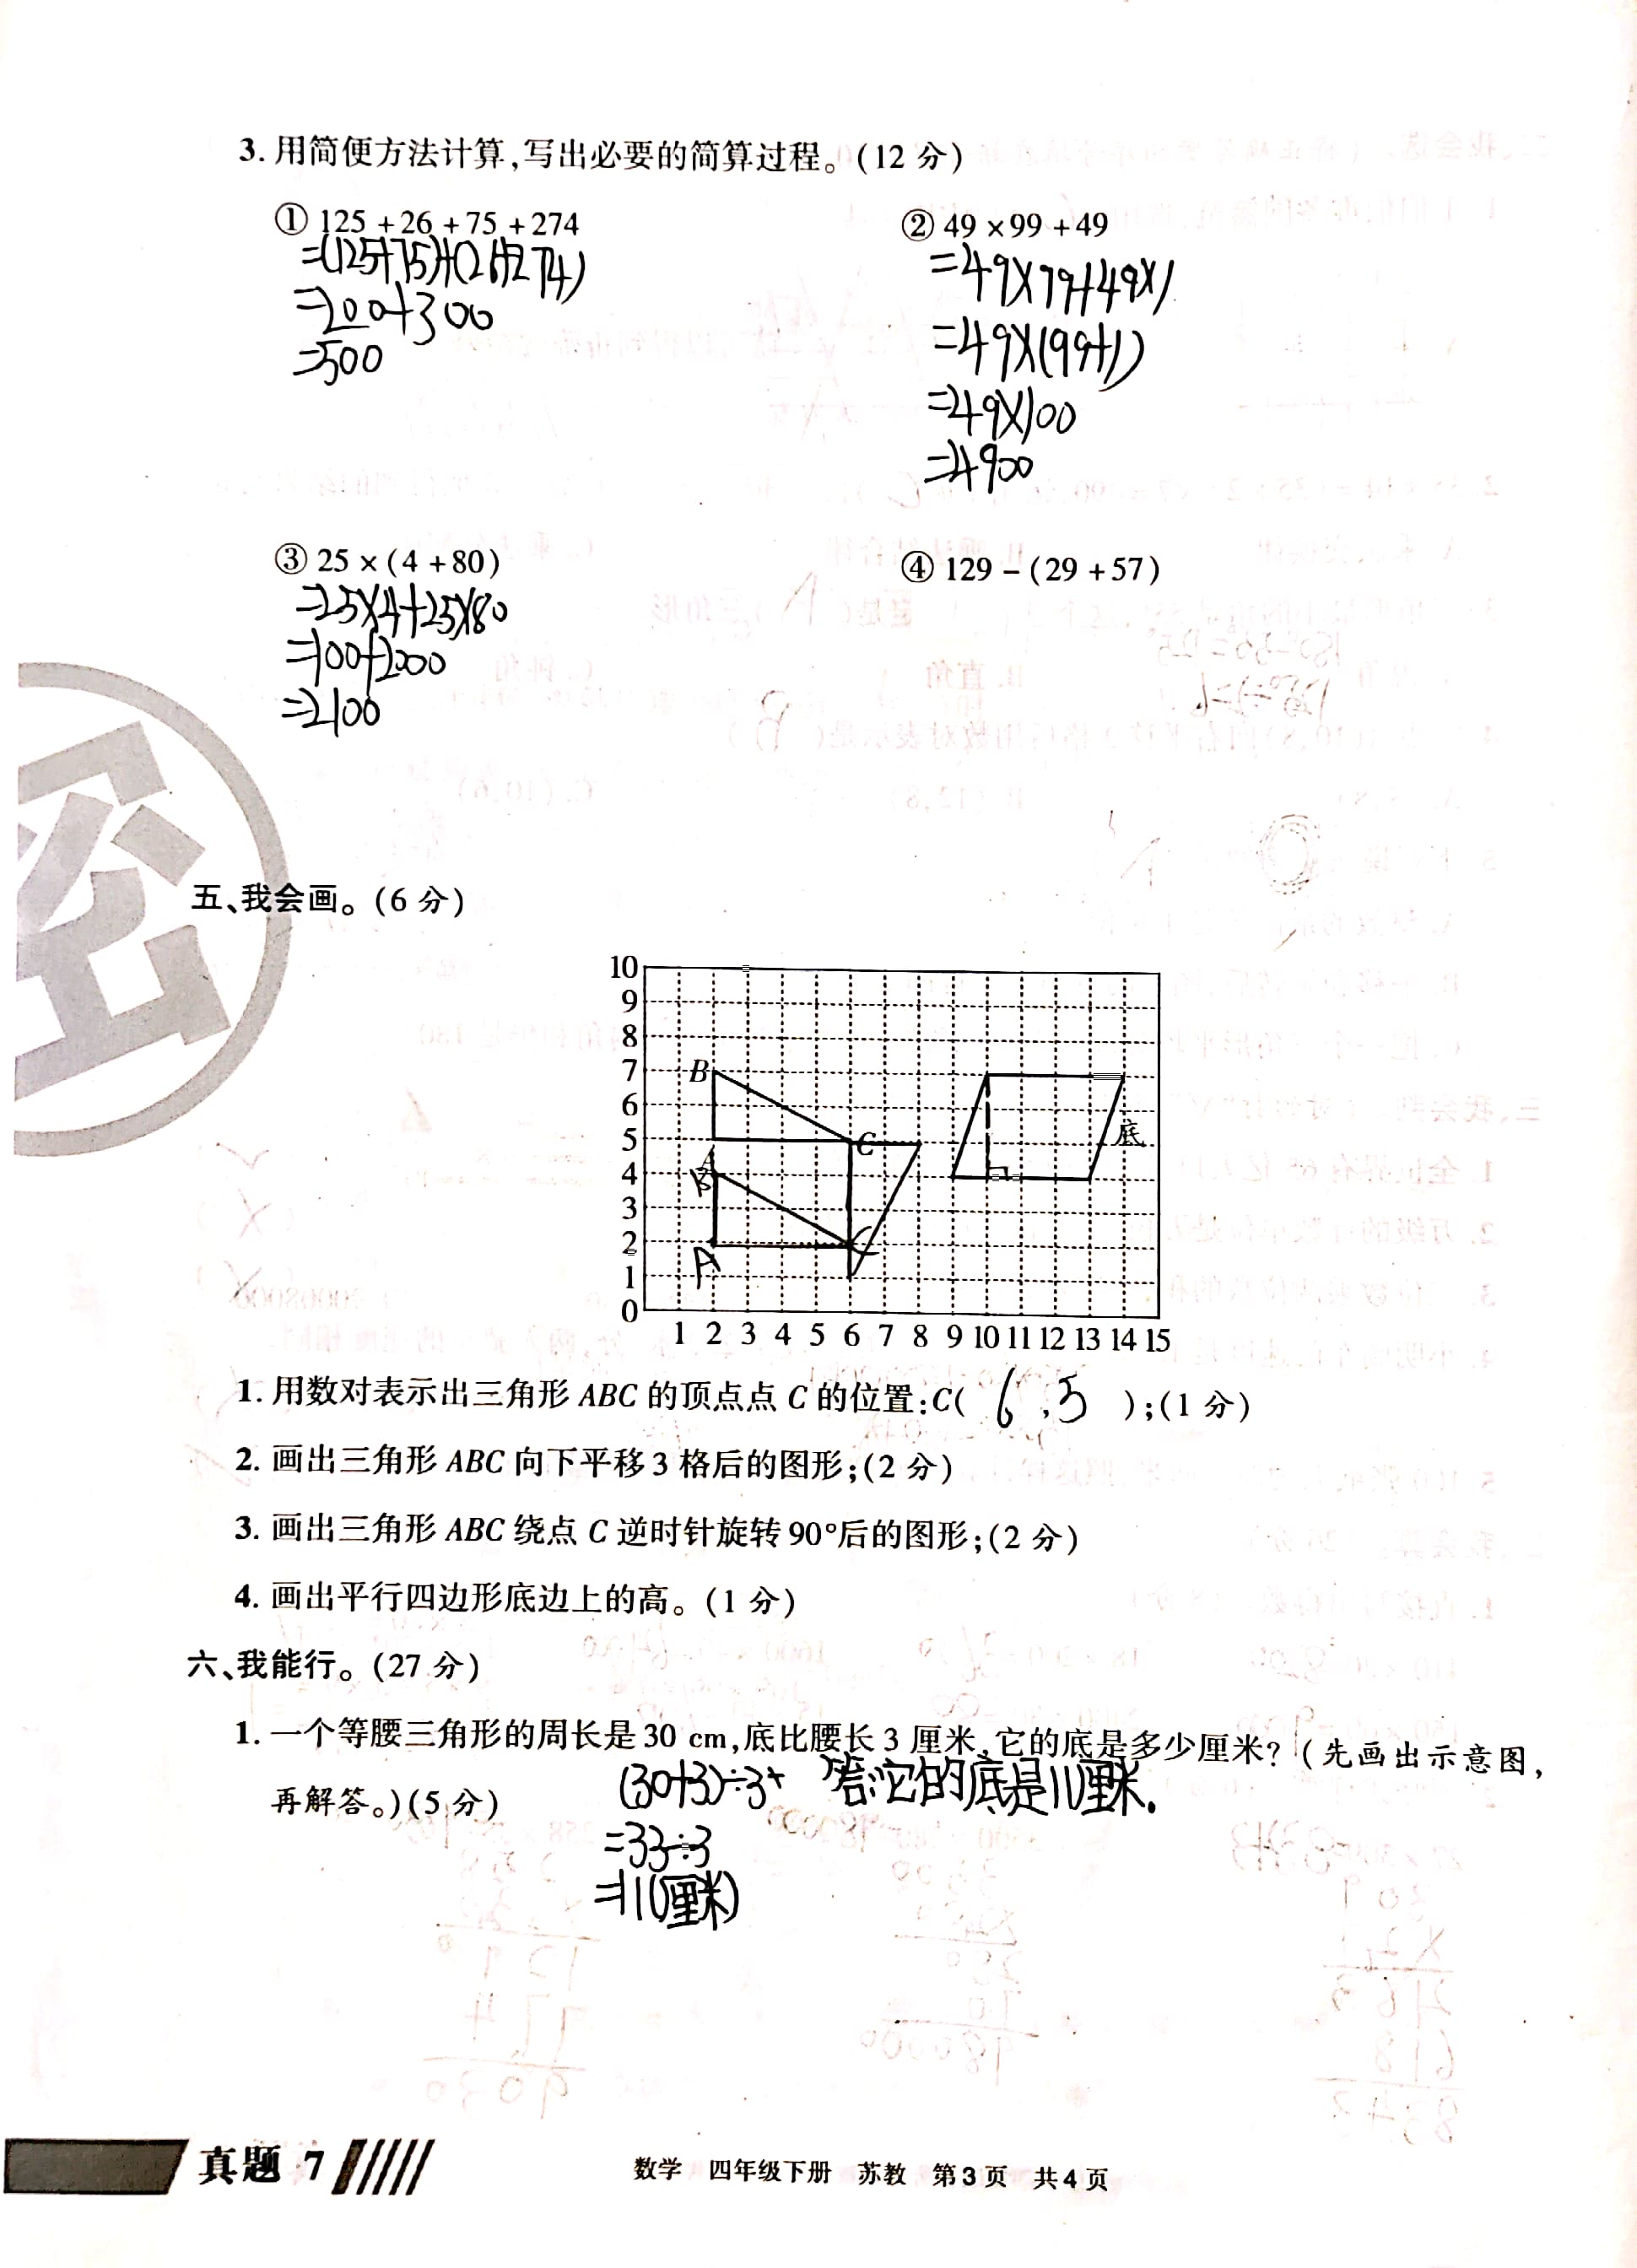 3. 用简便方法计算,写出必要的简算过程。(12 分)
① 125 + 26 + 75 + 274
=(125+75)+(26+274)
=200+300
=500
② 49 × 99 + 49
=49×99+49×1
=49×(99+1)
=49×100
=4900
③ 25 × (4 + 80)
=25×4+25×80
=100+2000
=2100
④ 129 - (29 + 57)
密
五、我会画。(6 分)
10
9
8
7
6
5
4
3
2
1
0
1 2 3 4 5 6 7 8 9 10 11 12 13 14 15
B
C
A
B
A
C
底
1. 用数对表示出三角形 ABC 的顶点点 C 的位置:C( 6 , 5 );(1 分)
2. 画出三角形 ABC 向下平移 3 格后的图形;(2 分)
3. 画出三角形 ABC 绕点 C 逆时针旋转 90°后的图形;(2 分)
4. 画出平行四边形底边上的高。(1 分)
六、我能行。(27 分)
1. 一个等腰三角形的周长是 30 cm,底比腰长 3 厘米,它的底是多少厘米?(先画出示意图,
再解答。)(5 分)
(30+3)÷3
=33÷3
=11(厘米)
答:它的底是11厘米.
真题 7
数学 四年级下册 苏教 第 3 页 共 4 页